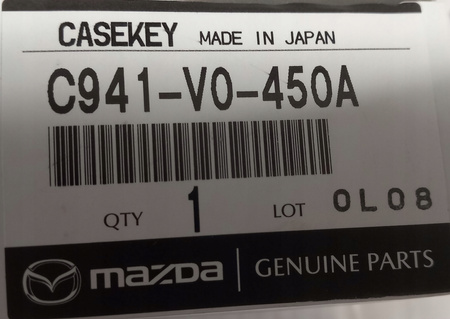 CASEKEY MADE IN JAPAN
C941-V0-450A
QTY 1 LOT 0L08
mazda GENUINE PARTS